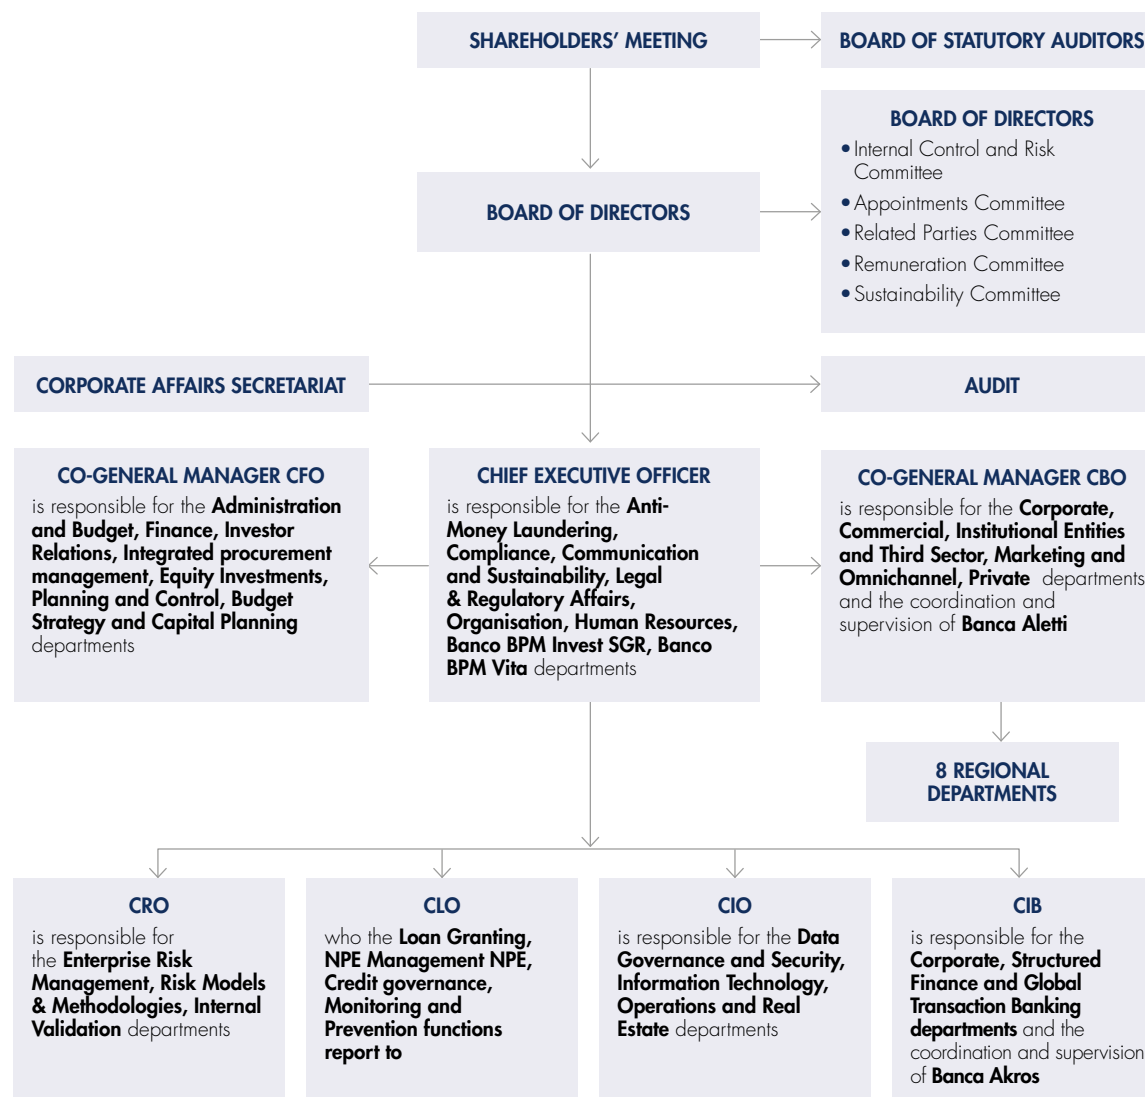 SHAREHOLDERS’ MEETING
BOARD OF STATUTORY AUDITORS
BOARD OF DIRECTORS
• Internal Control and Risk
Committee
• Appointments Committee
• Related Parties Committee
• Remuneration Committee
• Sustainability Committee
BOARD OF DIRECTORS
CORPORATE AFFAIRS SECRETARIAT
AUDIT
CO-GENERAL MANAGER CFO
is responsible for the Administration
and Budget, Finance, Investor
Relations, Integrated procurement
management, Equity Investments,
Planning and Control, Budget
Strategy and Capital Planning
departments
CHIEF EXECUTIVE OFFICER
is responsible for the Anti-
Money Laundering,
Compliance, Communication
and Sustainability, Legal
& Regulatory Affairs,
Organisation, Human Resources,
Banco BPM Invest SGR, Banco
BPM Vita departments
CO-GENERAL MANAGER CBO
is responsible for the Corporate,
Commercial, Institutional Entities
and Third Sector, Marketing and
Omnichannel, Private departments
and the coordination and
supervision of Banca Aletti
8 REGIONAL
DEPARTMENTS
CRO
is responsible for
the Enterprise Risk
Management, Risk Models
& Methodologies, Internal
Validation departments
CLO
who the Loan Granting,
NPE Management NPE,
Credit governance,
Monitoring and
Prevention functions
report to
CIO
is responsible for the Data
Governance and Security,
Information Technology,
Operations and Real
Estate departments
CIB
is responsible for the
Corporate, Structured
Finance and Global
Transaction Banking
departments and the
coordination and supervision
of Banca Akros